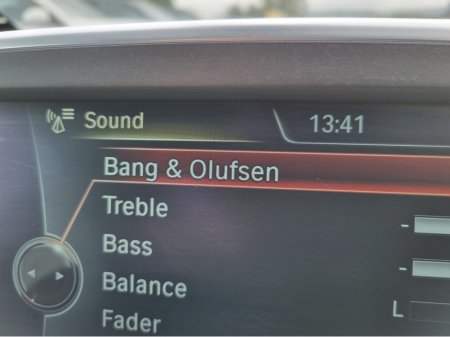 Sound 13:41
Bang & Olufsen
Treble
Bass
Balance
L
Fader